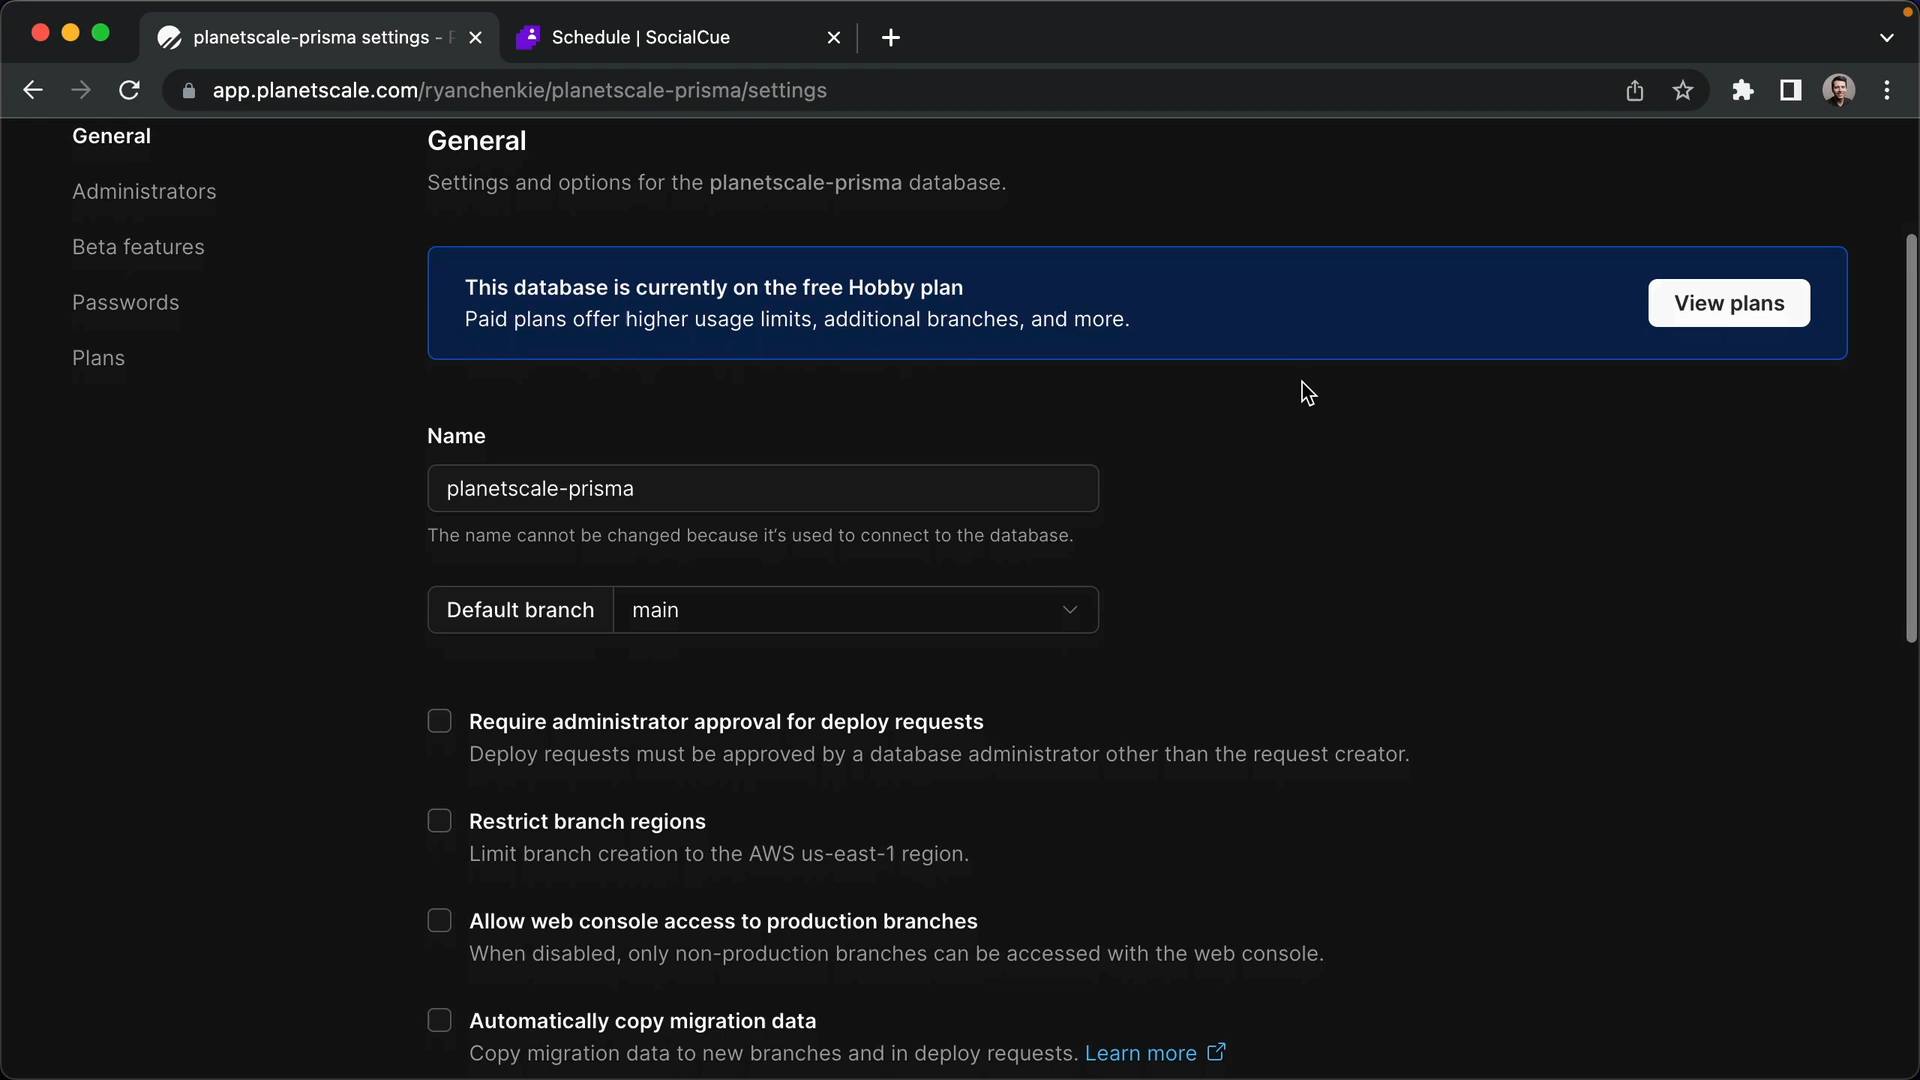 planetscale-prisma settings -
Schedule | SocialCue
app.planetscale.com/ryanchenkie/planetscale-prisma/settings
General
Administrators
Beta features
Passwords
Plans
General
Settings and options for the planetscale-prisma database.
This database is currently on the free Hobby plan
Paid plans offer higher usage limits, additional branches, and more.
View plans
Name
planetscale-prisma
The name cannot be changed because it's used to connect to the database.
Default branch
main
Require administrator approval for deploy requests
Deploy requests must be approved by a database administrator other than the request creator.
Restrict branch regions
Limit branch creation to the AWS us-east-1 region.
Allow web console access to production branches
When disabled, only non-production branches can be accessed with the web console.
Automatically copy migration data
Copy migration data to new branches and in deploy requests. Learn more